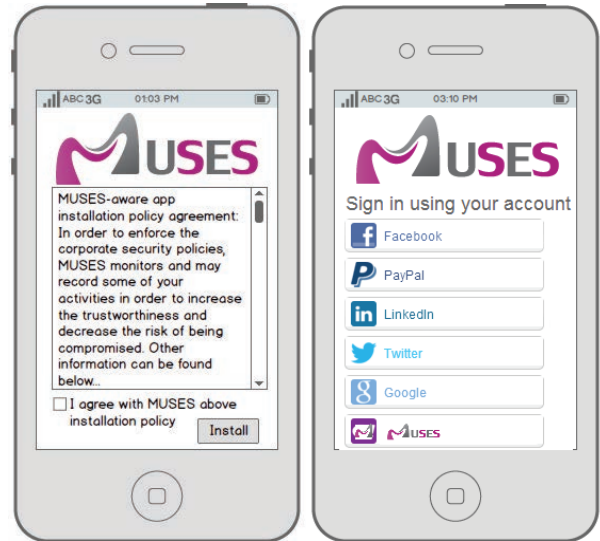 ABC 3G 01:03 PM
MUSES
MUSES-aware app
installation policy agreement:
In order to enforce the
corporate security policies,
MUSES monitors and may
record some of your
activities in order to increase
the trustworthiness and
decrease the risk of being
compromised. Other
information can be found
below...
I agree with MUSES above
installation policy
Install
ABC 3G 03:10 PM
MUSES
Sign in using your account
Facebook
PayPal
LinkedIn
Twitter
Google
MUSES